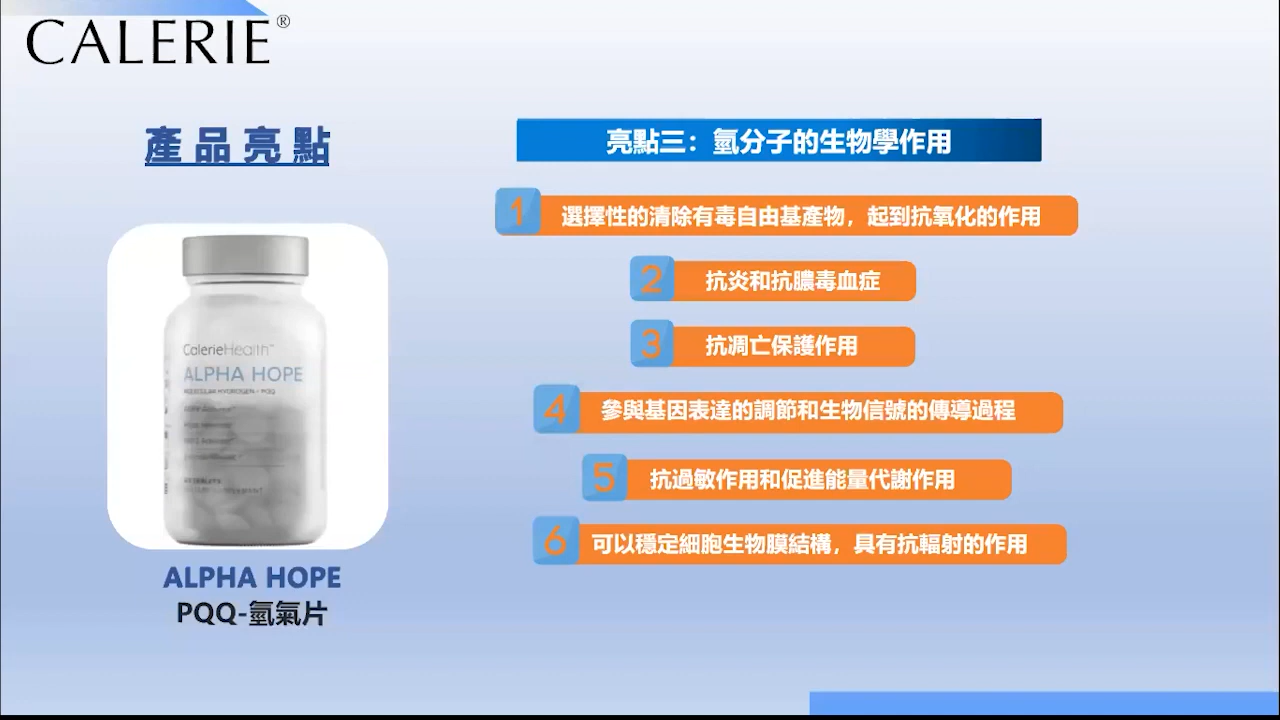 CALERIE®
產品亮點
CalerieHealth™
ALPHA HOPE
MOLECULAR HYDROGEN + PQQ
ALPHA HOPE
PQQ-氫氣片
亮點三：氫分子的生物學作用
1 選擇性的清除有毒自由基產物，起到抗氧化的作用
2 抗炎和抗膿毒血症
3 抗凋亡保護作用
4 參與基因表達的調節和生物信號的傳導過程
5 抗過敏作用和促進能量代謝作用
6 可以穩定細胞生物膜結構，具有抗輻射的作用